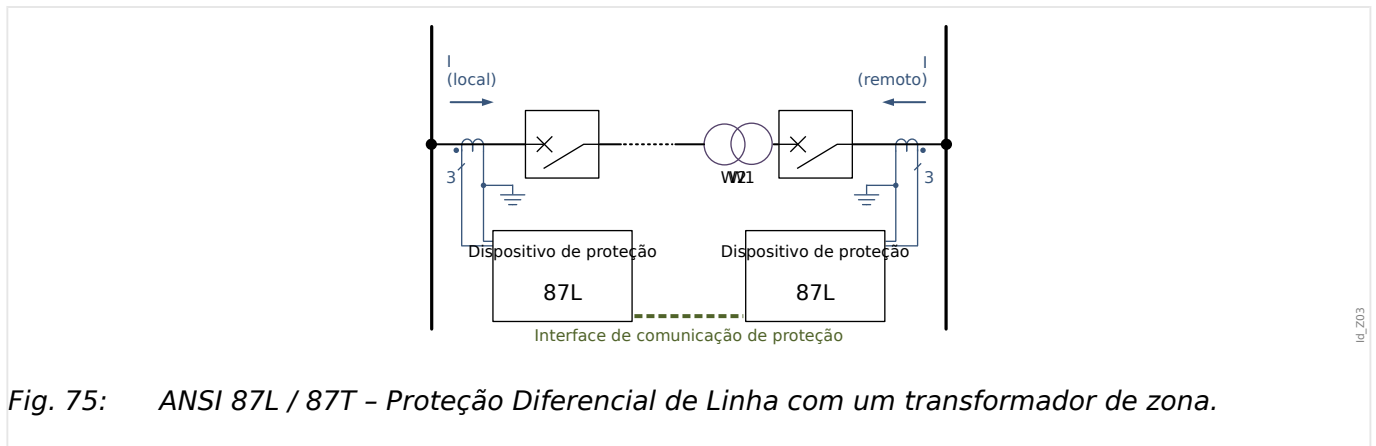 I
(local)
I
(remoto)
3
3
W2
W1
Dispositivo de proteção
87L
Dispositivo de proteção
87L
Interface de comunicação de proteção
Id_Z03
Fig. 75: ANSI 87L / 87T – Proteção Diferencial de Linha com um transformador de zona.